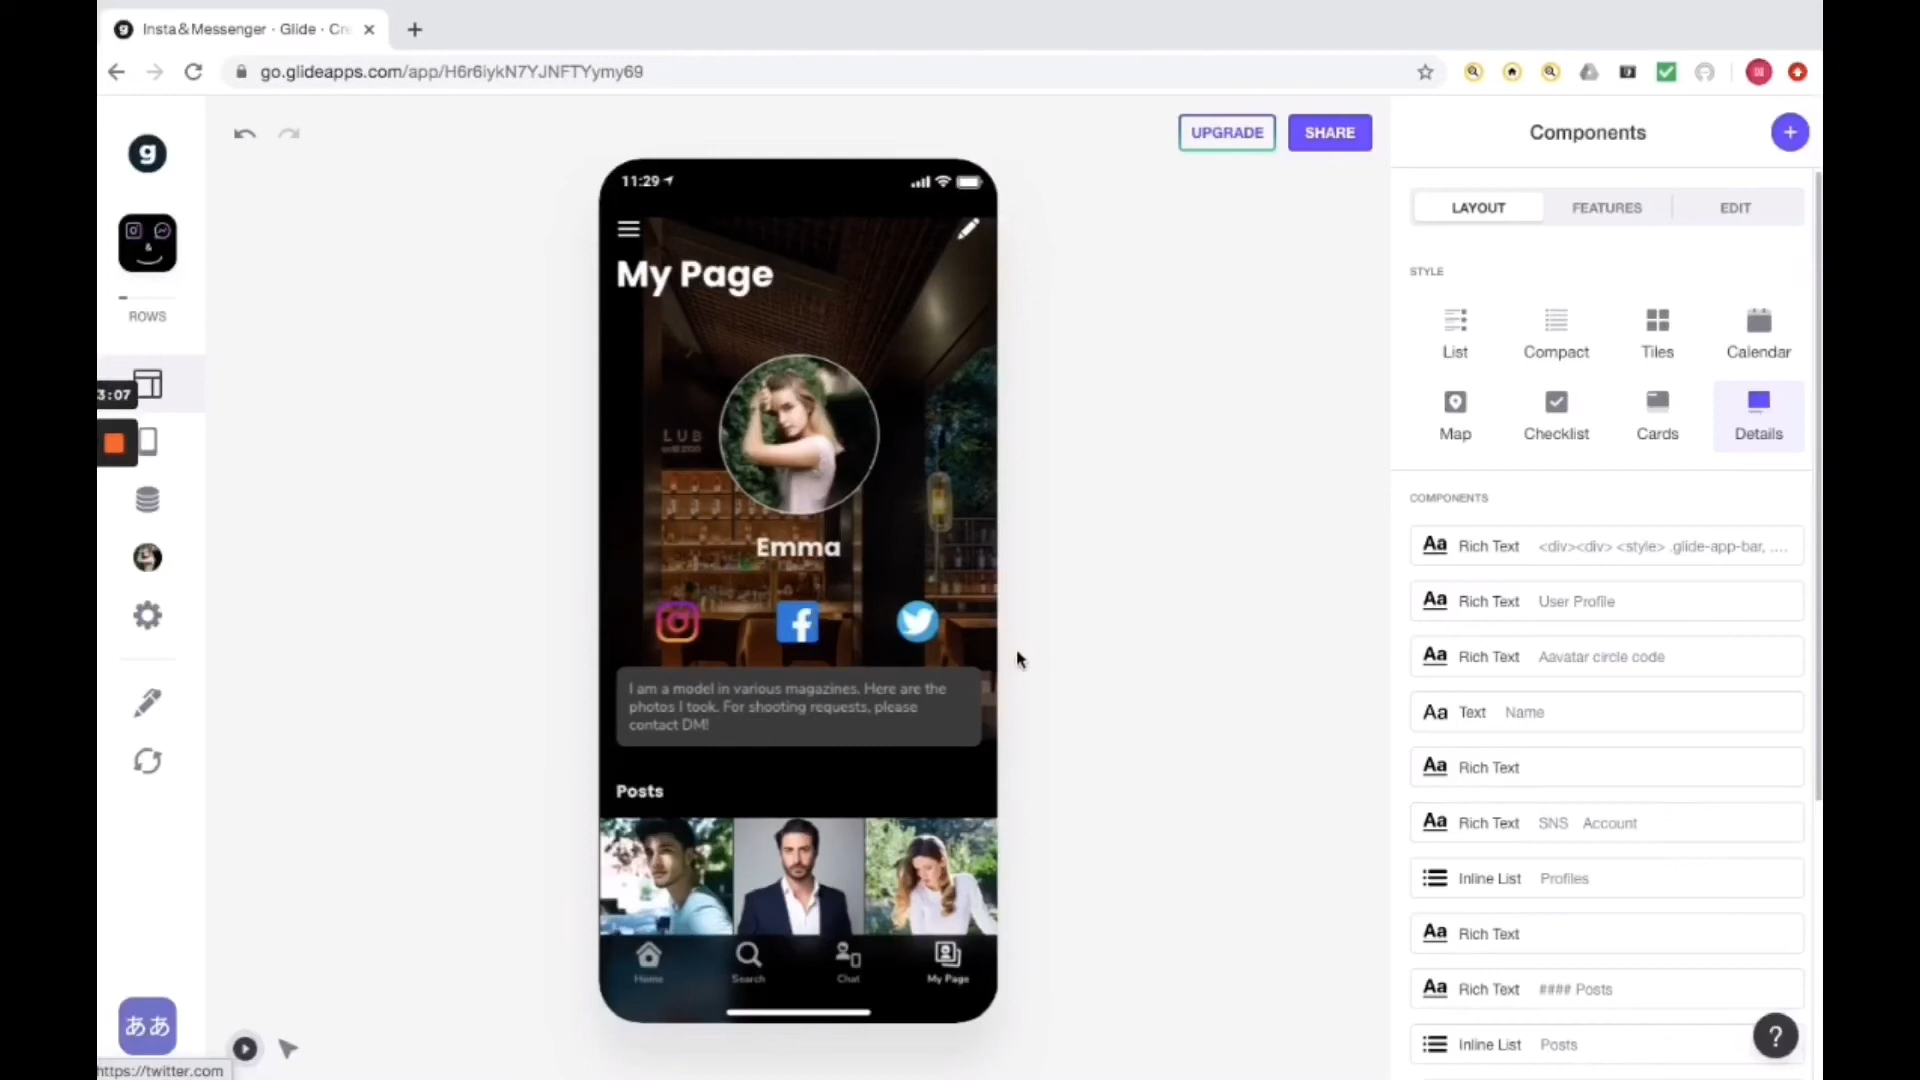 Insta&Messenger · Glide · Cre
go.glideapps.com/app/H6r6iykN7YJNFTYymy69
g
&
ROWS
3:07
UPGRADE
SHARE
11:29
My Page
LUB
Emma
I am a model in various magazines. Here are the
photos I took. For shooting requests, please
contact DM!
Posts
Home
Search
Chat
My Page
Components
LAYOUT
FEATURES
EDIT
STYLE
List
Compact
Tiles
Calendar
Map
Checklist
Cards
Details
COMPONENTS
Aa Rich Text <div><div> <style> .glide-app-bar, ....
Aa Rich Text User Profile
Aa Rich Text Aavatar circle code
Aa Text Name
Aa Rich Text
Aa Rich Text SNS Account
Inline List Profiles
Aa Rich Text
Aa Rich Text #### Posts
Inline List Posts
?
ああ
https://twitter.com